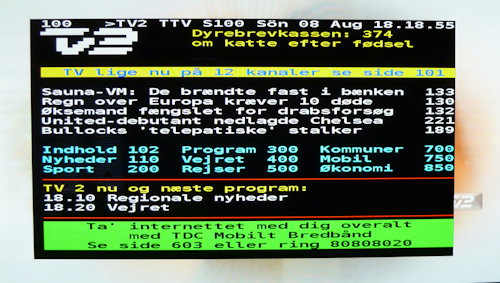 100 >TV2 TTV S100 Sön 08 Aug 18.18.55
TV2
Dyrebrevkassen: 374
om katte efter fødsel
TV lige nu på 12 kanaler se side 101
Sauna-VM: De brændte fast i bænken 133
Regn over Europa kræver 10 døde 130
Øksemand fængslet for drabsforsøg 132
United-debutant nedlagde Chelsea 221
Bullocks 'telepatiske' stalker 189
Indhold 102 Program 300 Kommuner 700
Nyheder 110 Vejret 400 Mobil 750
Sport 200 Rejser 500 Økonomi 850
TV 2 nu og næste program:
18.10 Regionale nyheder
18.20 Vejret
Ta' internettet med dig overalt
med TDC Mobilt Bredbånd
Se side 603 eller ring 80808020